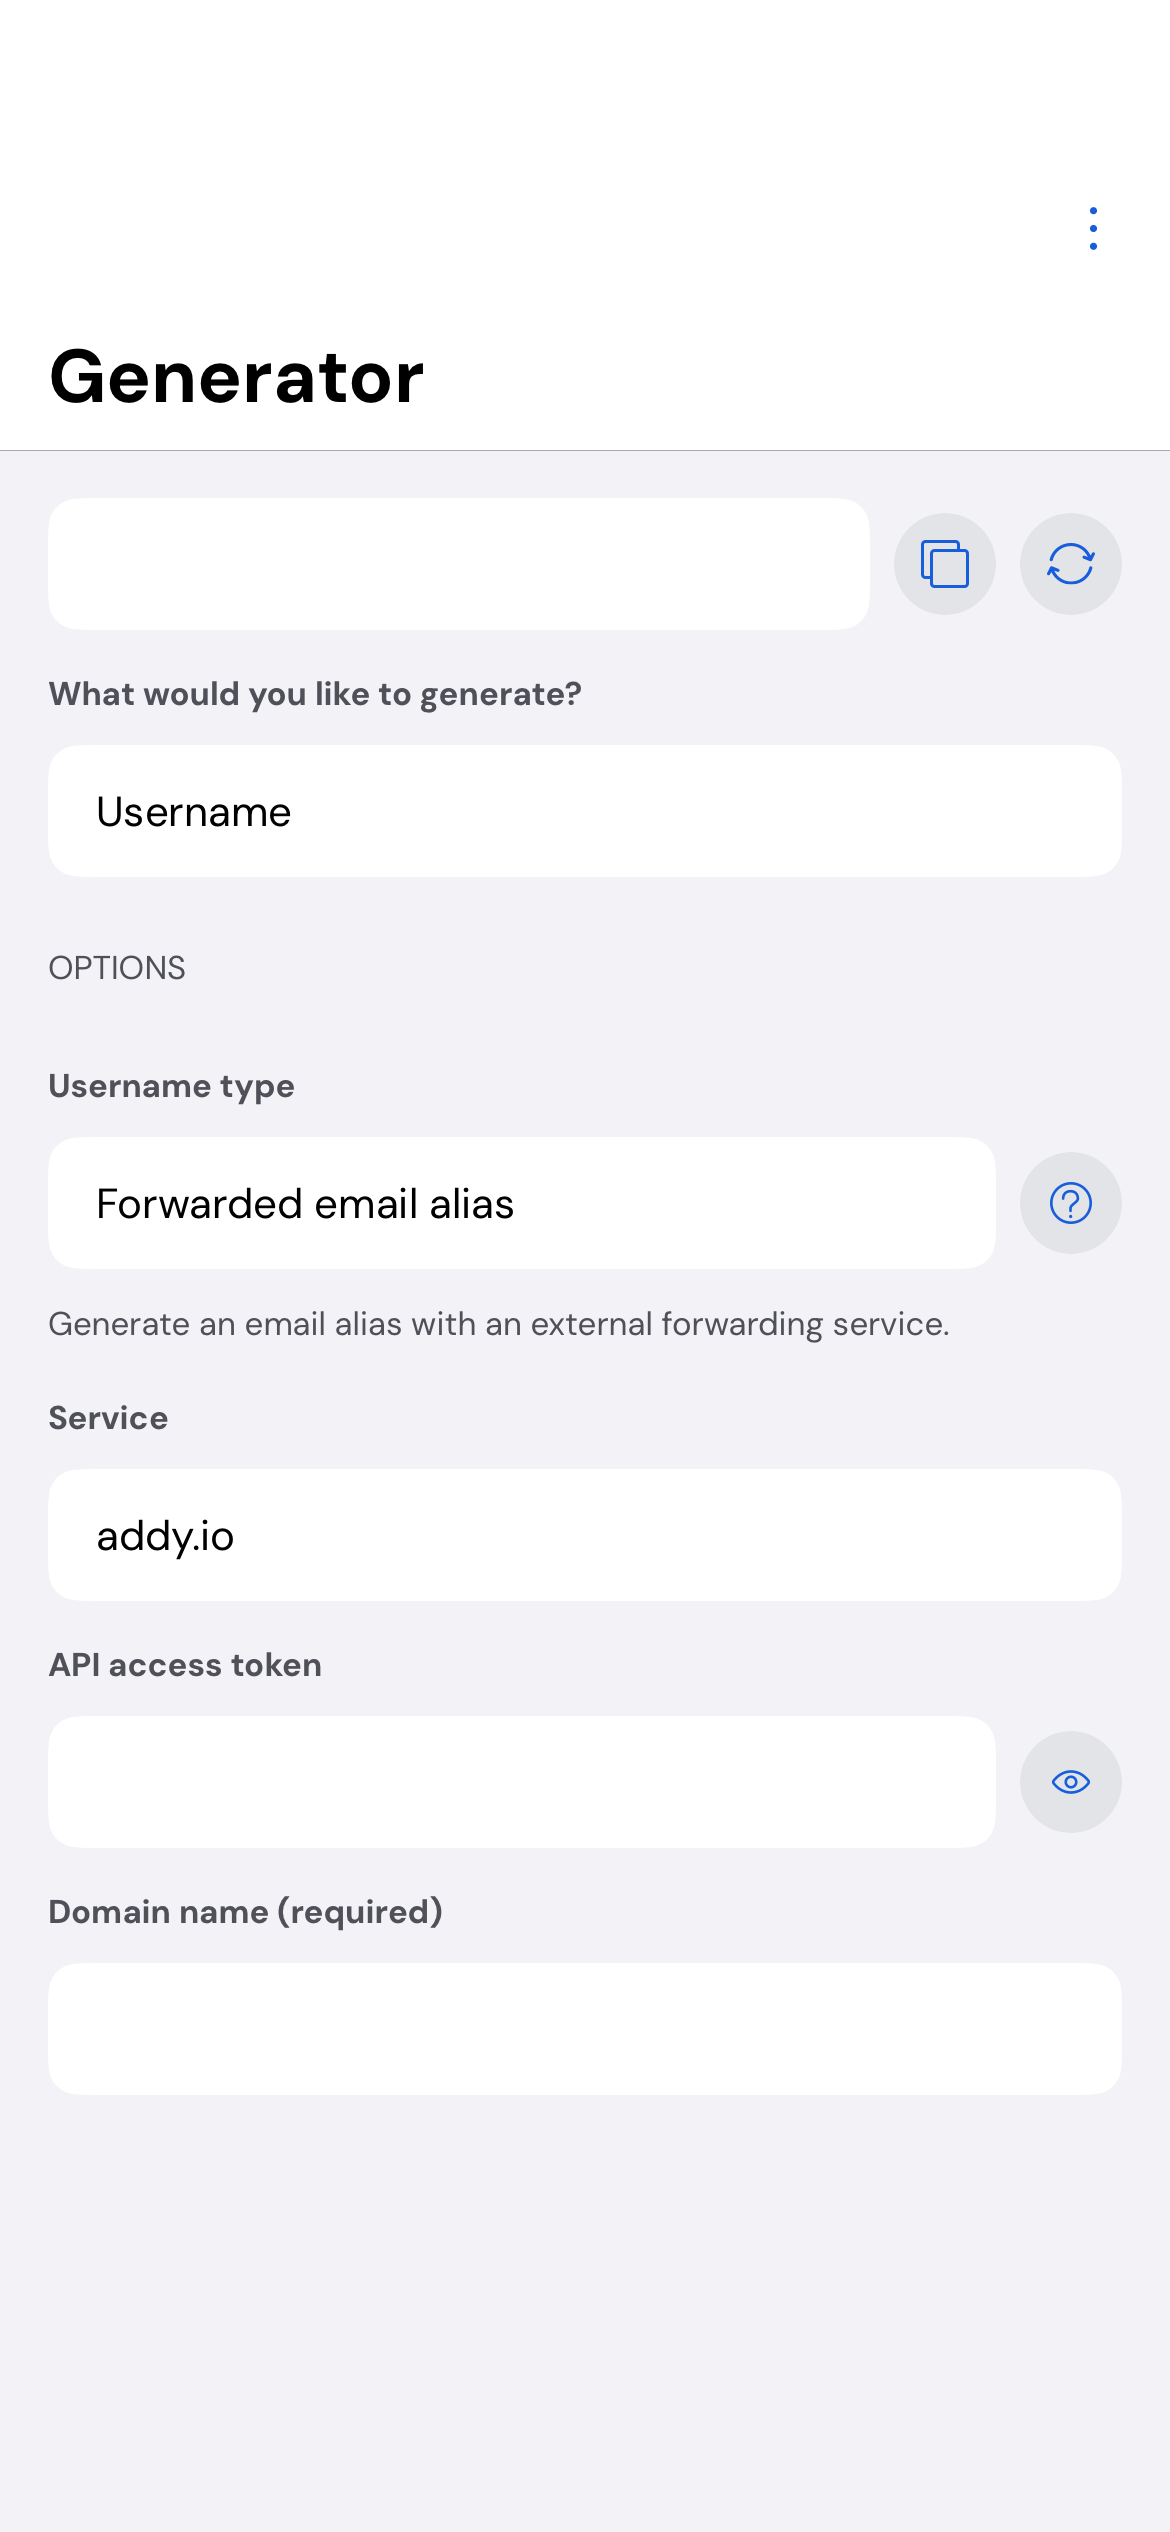 Generator
What would you like to generate?
Username
OPTIONS
Username type
Forwarded email alias
Generate an email alias with an external forwarding service.
Service
addy.io
API access token
Domain name (required)